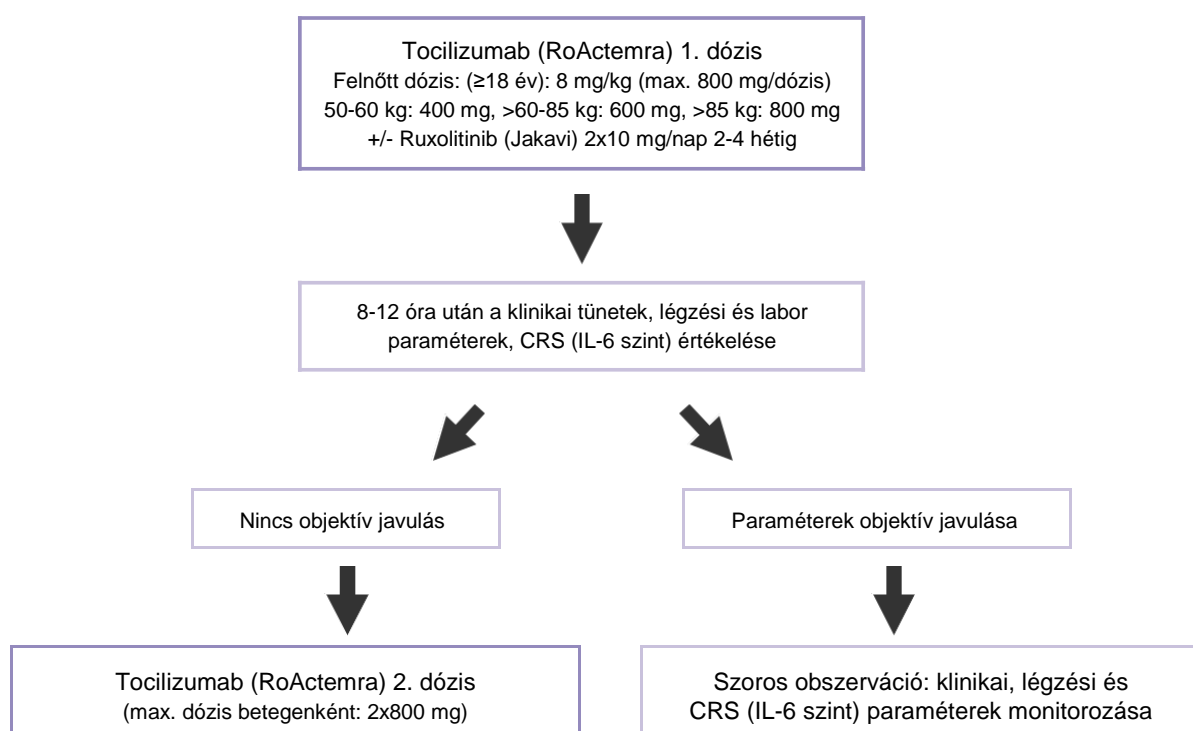 Tocilizumab (RoActemra) 1. dózis
Felnőtt dózis: (≥18 év): 8 mg/kg (max. 800 mg/dózis)
50-60 kg: 400 mg, >60-85 kg: 600 mg, >85 kg: 800 mg
+/- Ruxolitinib (Jakavi) 2x10 mg/nap 2-4 hétig
8-12 óra után a klinikai tünetek, légzési és labor
paraméterek, CRS (IL-6 szint) értékelése
Nincs objektív javulás
Paraméterek objektív javulása
Tocilizumab (RoActemra) 2. dózis
(max. dózis betegenként: 2x800 mg)
Szoros obszerváció: klinikai, légzési és
CRS (IL-6 szint) paraméterek monitorozása